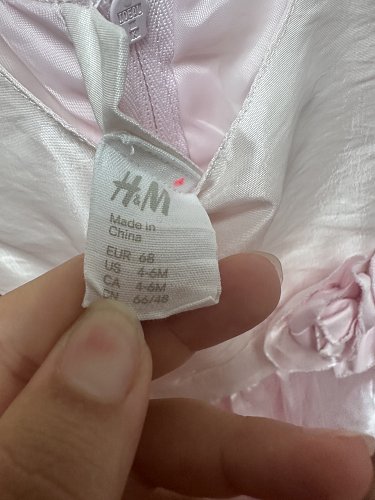 H&M
Made in
China
EUR 68
US 4-6M
CA 4-6M
CN 66/48